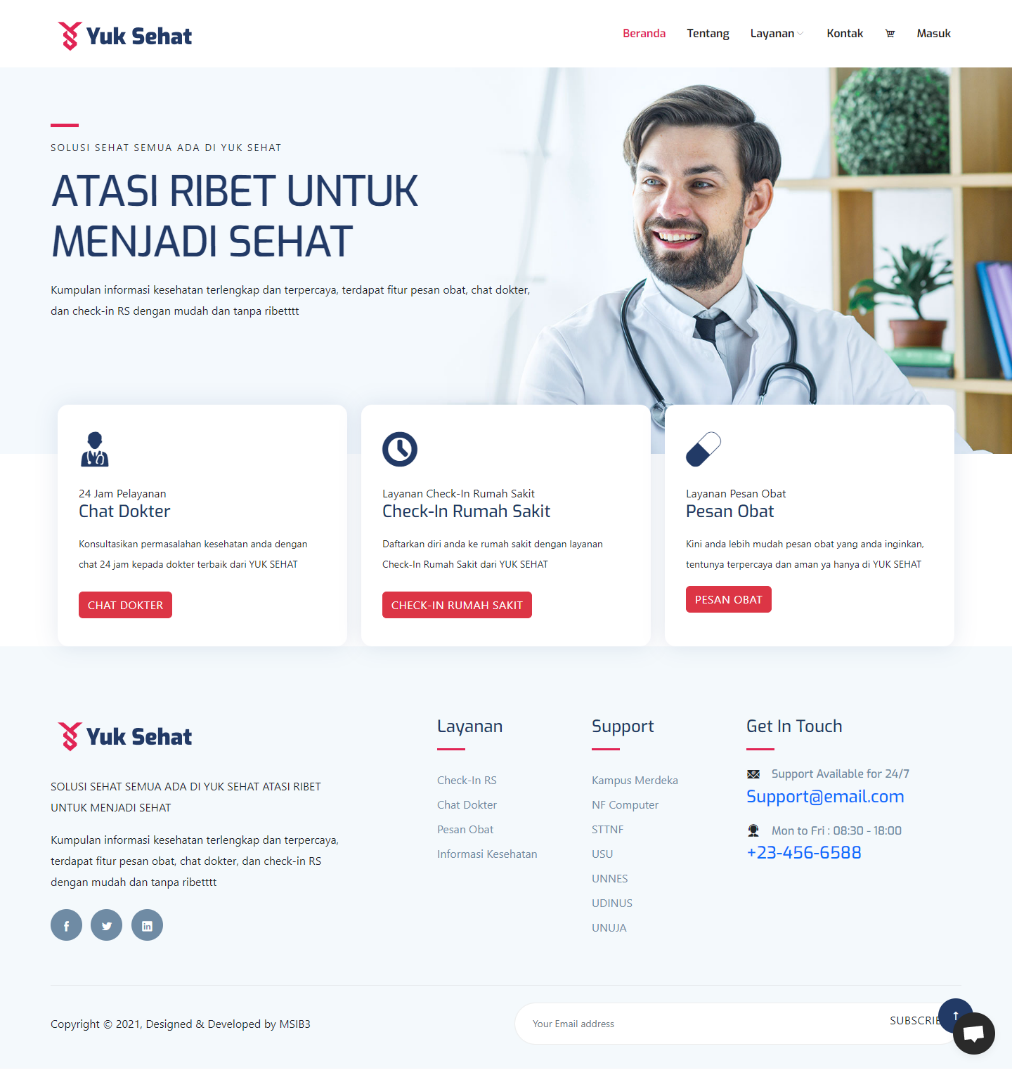 Yuk Sehat
Beranda Tentang Layanan Kontak Masuk
SOLUSI SEHAT SEMUA ADA DI YUK SEHAT
ATASI RIBET UNTUK
MENJADI SEHAT
Kumpulan informasi kesehatan terlengkap dan terpercaya, terdapat fitur pesan obat, chat dokter,
dan check-in RS dengan mudah dan tanpa ribetttt
24 Jam Pelayanan
Chat Dokter
Konsultasikan permasalahan kesehatan anda dengan
chat 24 jam kepada dokter terbaik dari YUK SEHAT
CHAT DOKTER
Layanan Check-In Rumah Sakit
Check-In Rumah Sakit
Daftarkan diri anda ke rumah sakit dengan layanan
Check-In Rumah Sakit dari YUK SEHAT
CHECK-IN RUMAH SAKIT
Layanan Pesan Obat
Pesan Obat
Kini anda lebih mudah pesan obat yang anda inginkan,
tentunya terpercaya dan aman ya hanya di YUK SEHAT
PESAN OBAT
Yuk Sehat
SOLUSI SEHAT SEMUA ADA DI YUK SEHAT ATASI RIBET
UNTUK MENJADI SEHAT
Kumpulan informasi kesehatan terlengkap dan terpercaya,
terdapat fitur pesan obat, chat dokter, dan check-in RS
dengan mudah dan tanpa ribetttt
Layanan
Check-In RS
Chat Dokter
Pesan Obat
Informasi Kesehatan
Support
Kampus Merdeka
NF Computer
STTNF
USU
UNNES
UDINUS
UNUJA
Get In Touch
Support Available for 24/7
Support@email.com
Mon to Fri : 08:30 - 18:00
+23-456-6588
Copyright © 2021, Designed & Developed by MSIB3
Your Email address
SUBSCRIBE